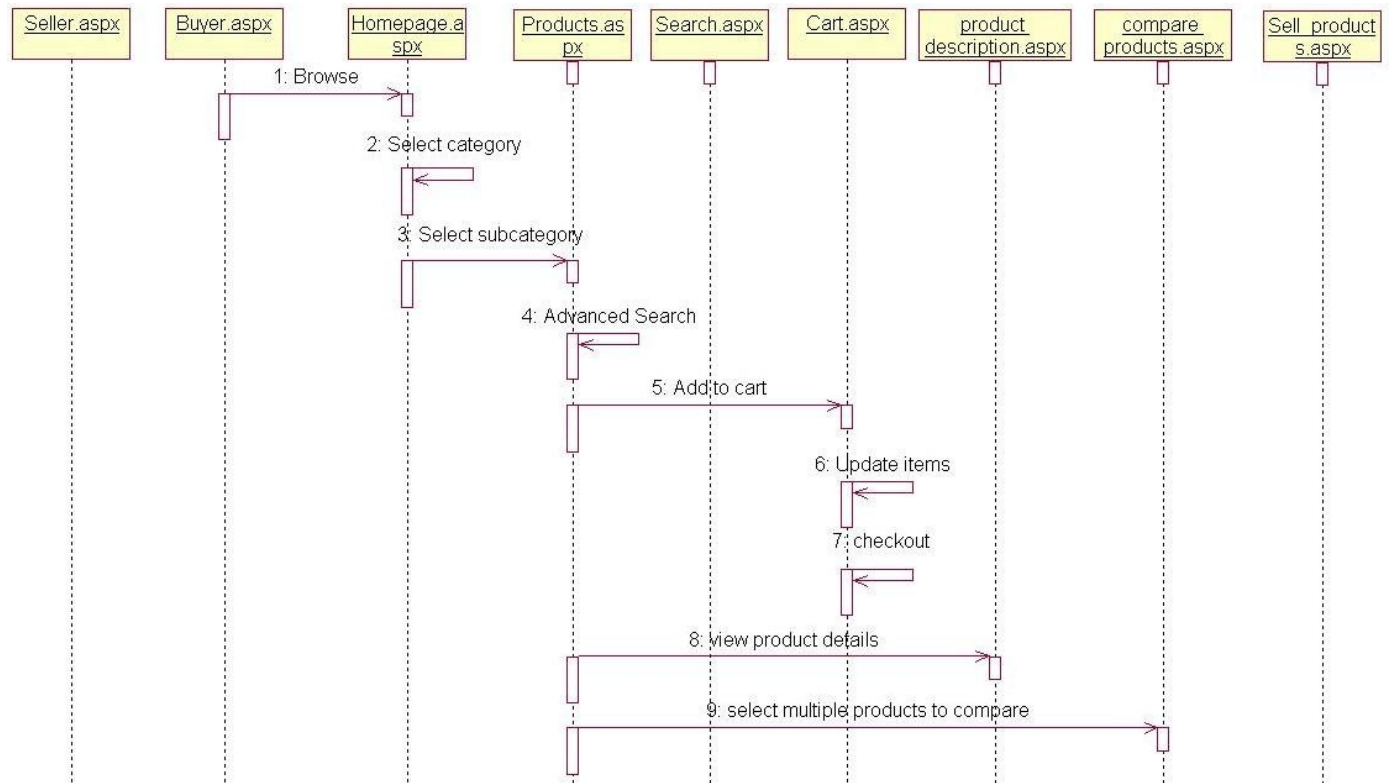 Seller.aspx
Buyer.aspx
Homepage.a
spx
Products.as
px
Search.aspx
Cart.aspx
product
description.aspx
compare
products.aspx
Sell product
s.aspx
1: Browse
2: Select category
3: Select subcategory
4: Advanced Search
5: Add to cart
6: Update items
7: checkout
8: view product details
9: select multiple products to compare